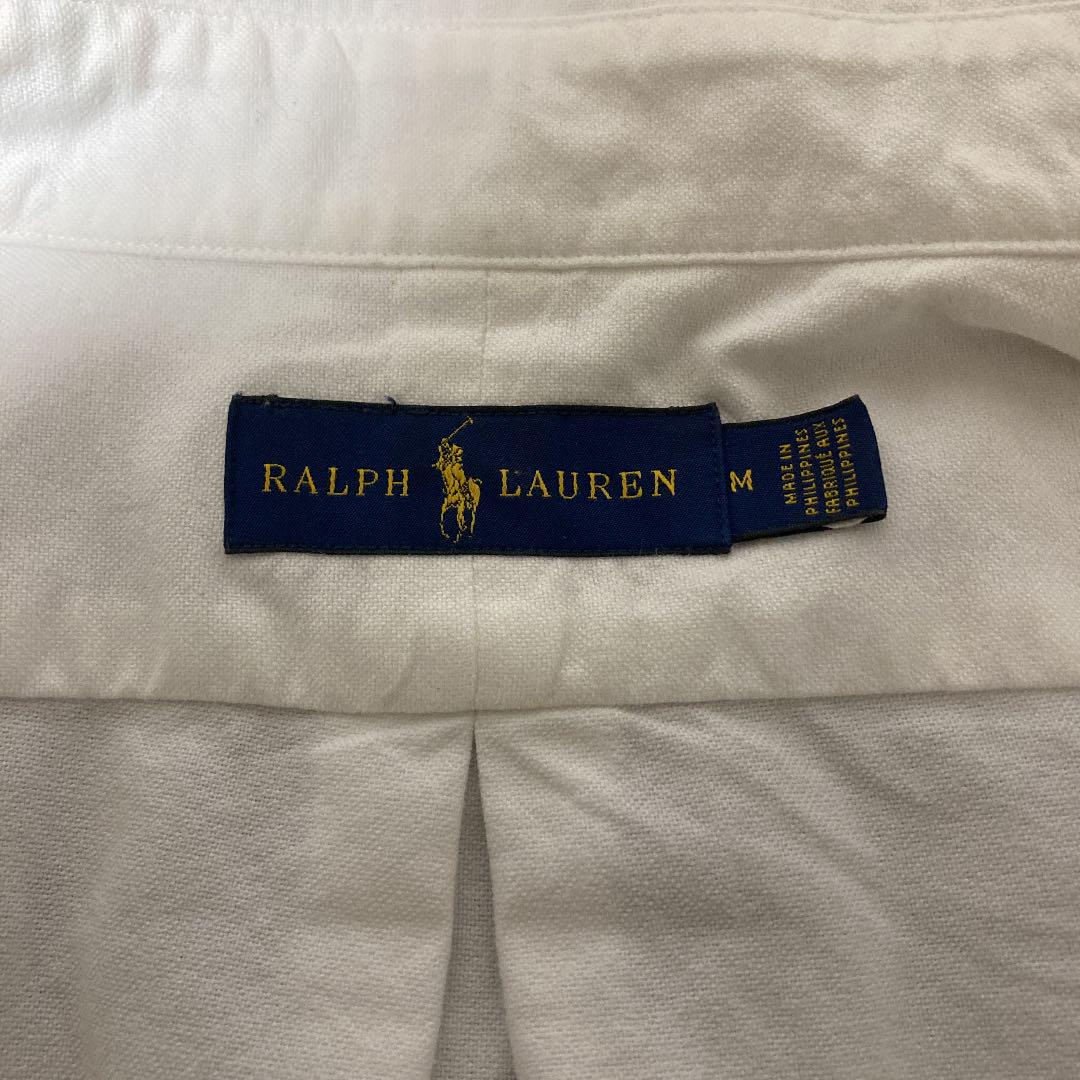 RALPH LAUREN
M
MADE IN
PHILIPPINES
FABRIQUÉ AUX
PHILIPPINES